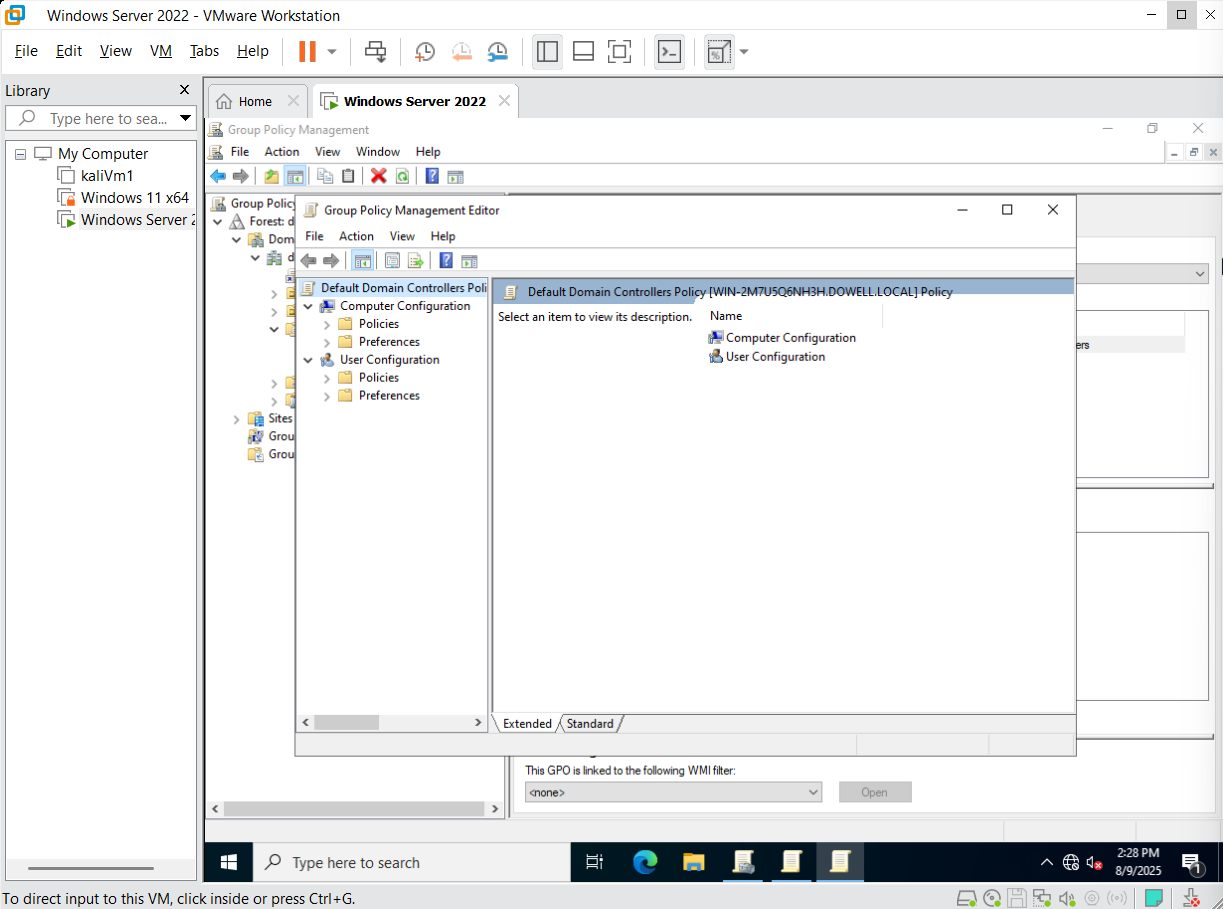 Windows Server 2022 - VMware Workstation
File Edit View VM Tabs Help
Library
Type here to sea...
My Computer
kaliVm1
Windows 11 x64
Windows Server 2
Home
Windows Server 2022
Group Policy Management
File Action View Window Help
Group Policy
Forest: d
Dom
d
Sites
Grou
Grou
Group Policy Management Editor
File Action View Help
Default Domain Controllers Poli
Computer Configuration
Policies
Preferences
User Configuration
Policies
Preferences
Default Domain Controllers Policy [WIN-2M7U5Q6NH3H.DOWELL.LOCAL] Policy
Select an item to view its description.
Name
Computer Configuration
User Configuration
Extended
Standard
ers
This GPO is linked to the following WMI filter:
<none>
Open
Type here to search
2:28 PM
8/9/2025
1
To direct input to this VM, click inside or press Ctrl+G.